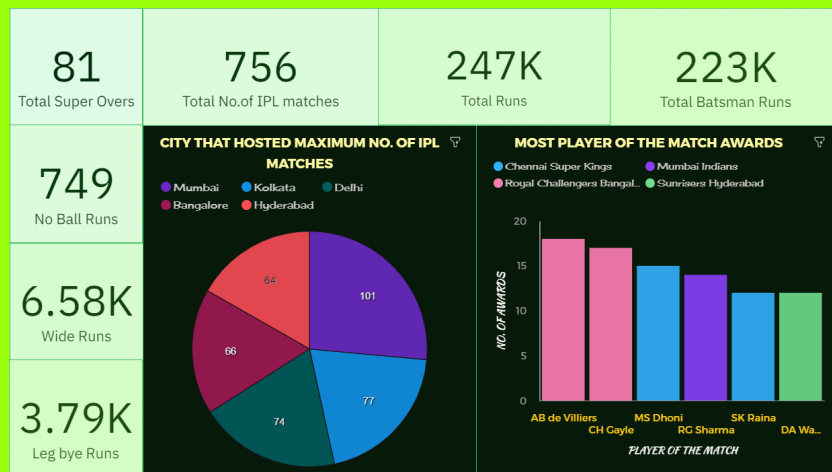 81
Total Super Overs
756
Total No.of IPL matches
247K
Total Runs
223K
Total Batsman Runs
749
No Ball Runs
6.58K
Wide Runs
3.79K
Leg bye Runs
CITY THAT HOSTED MAXIMUM NO. OF IPL
MATCHES
Mumbai Kolkata Delhi
Bangalore Hyderabad
64
101
66
77
74
MOST PLAYER OF THE MATCH AWARDS
Chennai Super Kings Mumbai Indians
Royal Challengers Bangal... Sunrisers Hyderabad
NO. OF AWARDS
20
15
10
5
0
AB de Villiers MS Dhoni SK Raina
CH Gayle RG Sharma DA Wa...
PLAYER OF THE MATCH